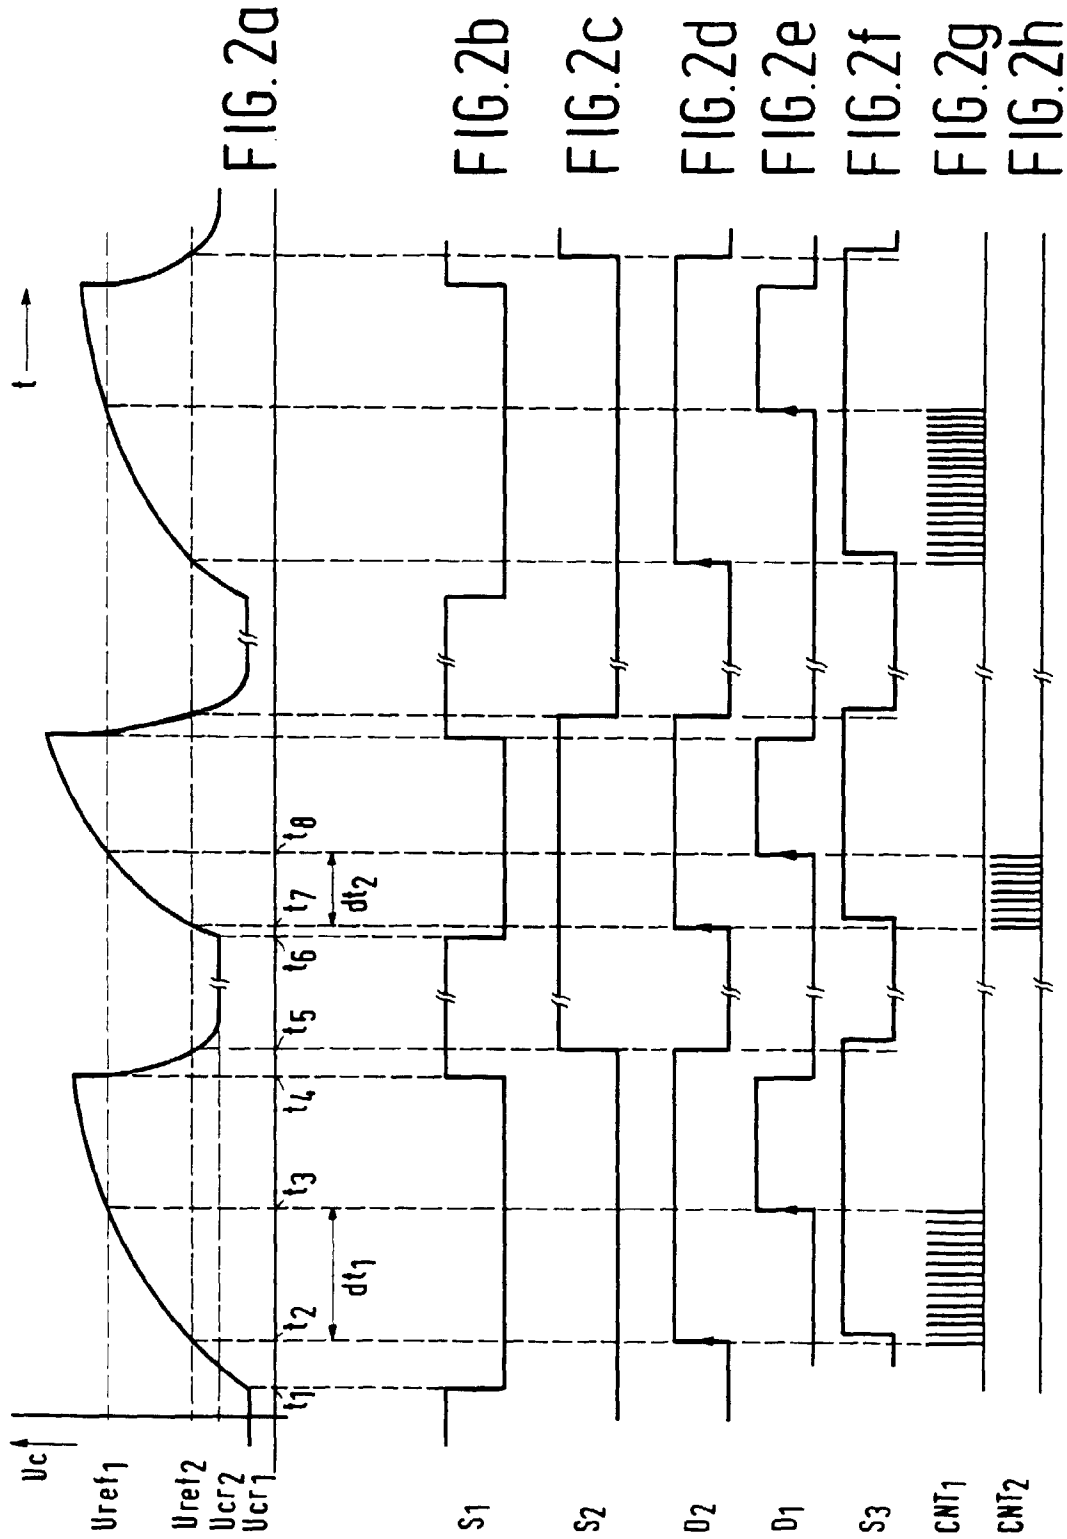 Uc
Uref1
Uref2
Ucr2
Ucr1
t1
t2
t3
t4
t5
t6
t7
t8
dt1
dt2
t
FIG.2a
S1
FIG.2b
S2
FIG.2c
D2
FIG.2d
D1
FIG.2e
S3
FIG.2f
CNT1
FIG.2g
CNT2
FIG.2h